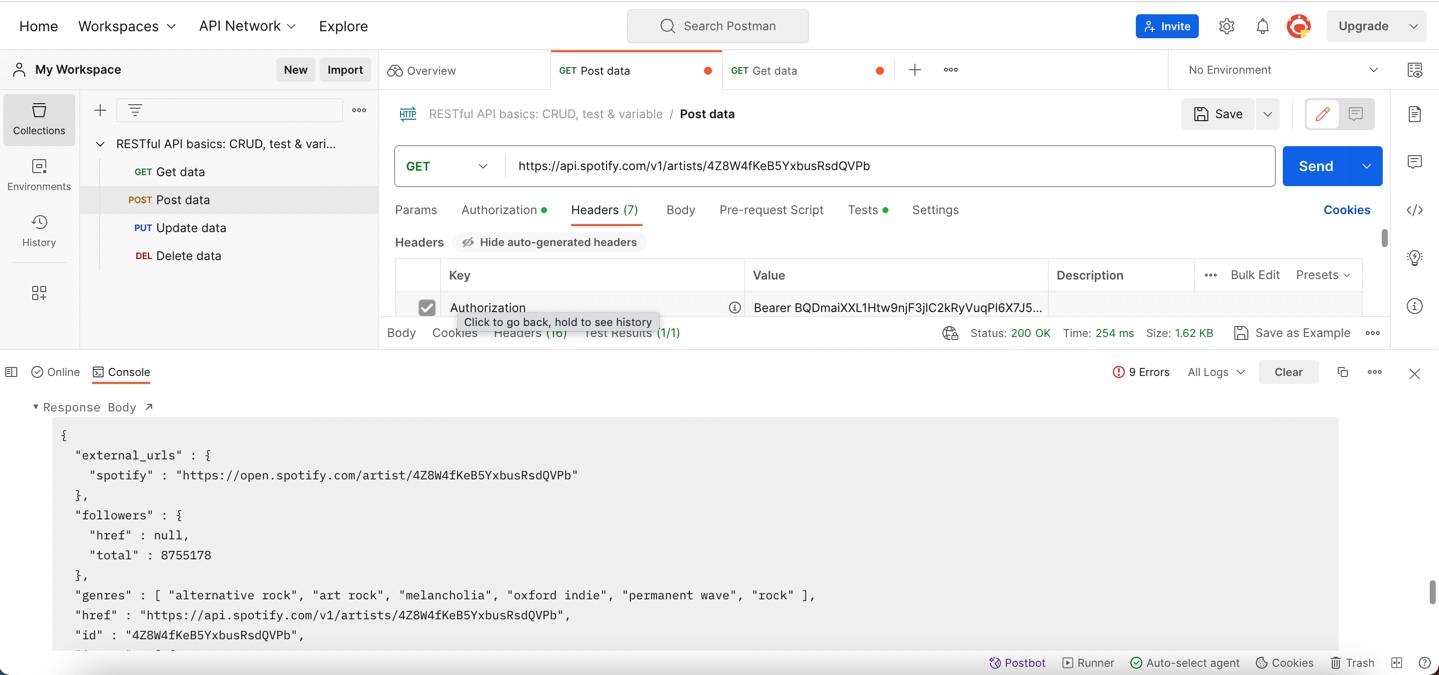 Home Workspaces API Network Explore Search Postman Invite Upgrade
My Workspace New Import Overview GET Post data GET Get data No Environment
Collections
Environments
History
RESTful API basics: CRUD, test & vari...
GET Get data
POST Post data
PUT Update data
DEL Delete data
HTTP RESTful API basics: CRUD, test & variable / Post data Save
GET https://api.spotify.com/v1/artists/4Z8W4fKeB5YxbusRsdQVPb Send
Params Authorization Headers (7) Body Pre-request Script Tests Settings Cookies
Headers Hide auto-generated headers
Key Value Description Bulk Edit Presets
Authorization Bearer BQDmaiXXL1Htw9njF3jlC2kRyVuqPl6X7J5...
Click to go back, hold to see history
Body Cookies Headers (16) Test Results (1/1) Status: 200 OK Time: 254 ms Size: 1.62 KB Save as Example
Online Console 9 Errors All Logs Clear
Response Body
{
"external_urls" : {
"spotify" : "https://open.spotify.com/artist/4Z8W4fKeB5YxbusRsdQVPb"
},
"followers" : {
"href" : null,
"total" : 8755178
},
"genres" : [ "alternative rock", "art rock", "melancholia", "oxford indie", "permanent wave", "rock" ],
"href" : "https://api.spotify.com/v1/artists/4Z8W4fKeB5YxbusRsdQVPb",
"id" : "4Z8W4fKeB5YxbusRsdQVPb",
Postbot Runner Auto-select agent Cookies Trash